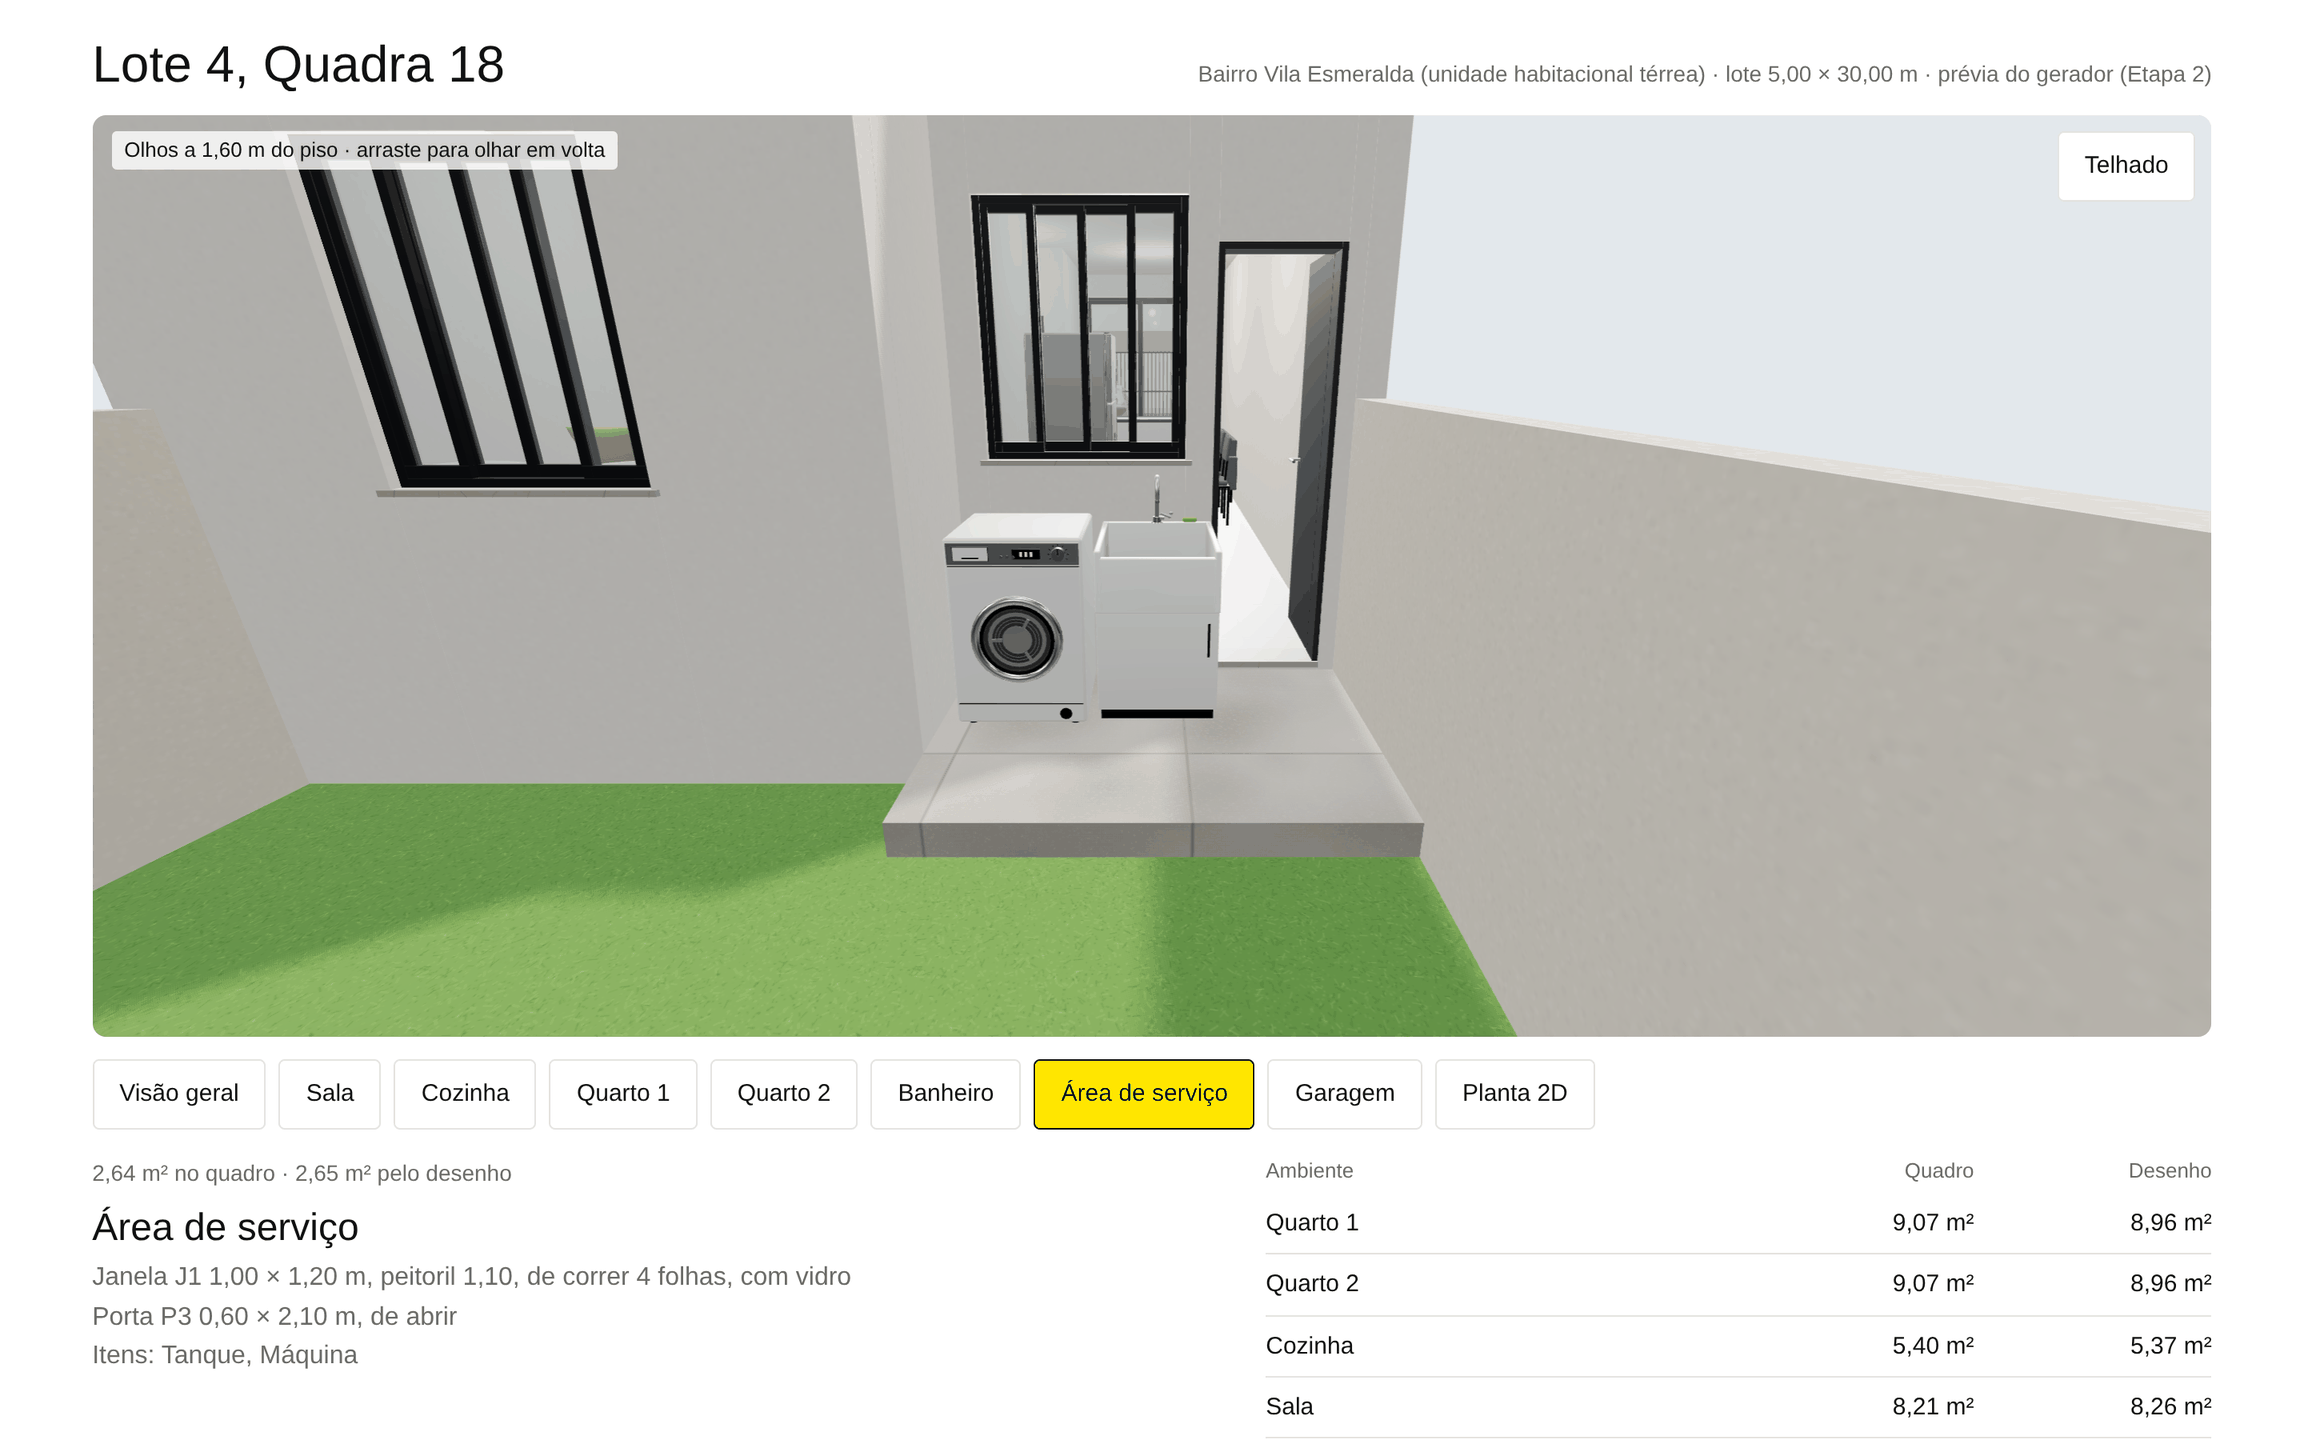 Lote 4, Quadra 18
Bairro Vila Esmeralda (unidade habitacional térrea) · lote 5,00 × 30,00 m · prévia do gerador (Etapa 2)
Olhos a 1,60 m do piso · arraste para olhar em volta
Telhado
Visão geral
Sala
Cozinha
Quarto 1
Quarto 2
Banheiro
Área de serviço
Garagem
Planta 2D
2,64 m² no quadro · 2,65 m² pelo desenho
Área de serviço
Janela J1 1,00 × 1,20 m, peitoril 1,10, de correr 4 folhas, com vidro
Porta P3 0,60 × 2,10 m, de abrir
Itens: Tanque, Máquina
Ambiente Quadro Desenho
Quarto 1 9,07 m² 8,96 m²
Quarto 2 9,07 m² 8,96 m²
Cozinha 5,40 m² 5,37 m²
Sala 8,21 m² 8,26 m²